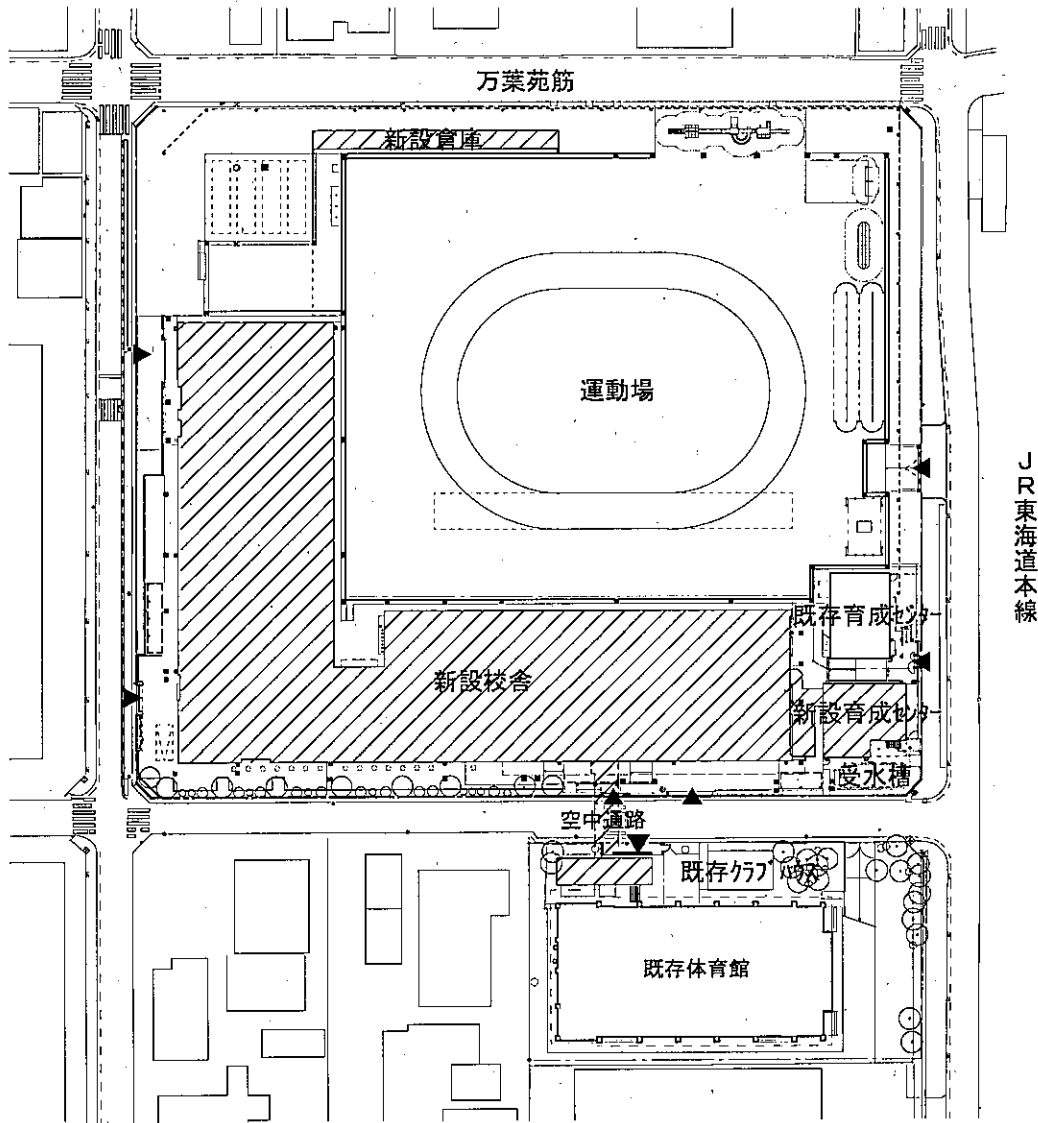 万葉苑筋
新設倉庫
運動場
JR東海道本線
既存育成センター
新設校舎
新設育成センター
受水槽
空中通路
既存クラブハウス
既存体育館